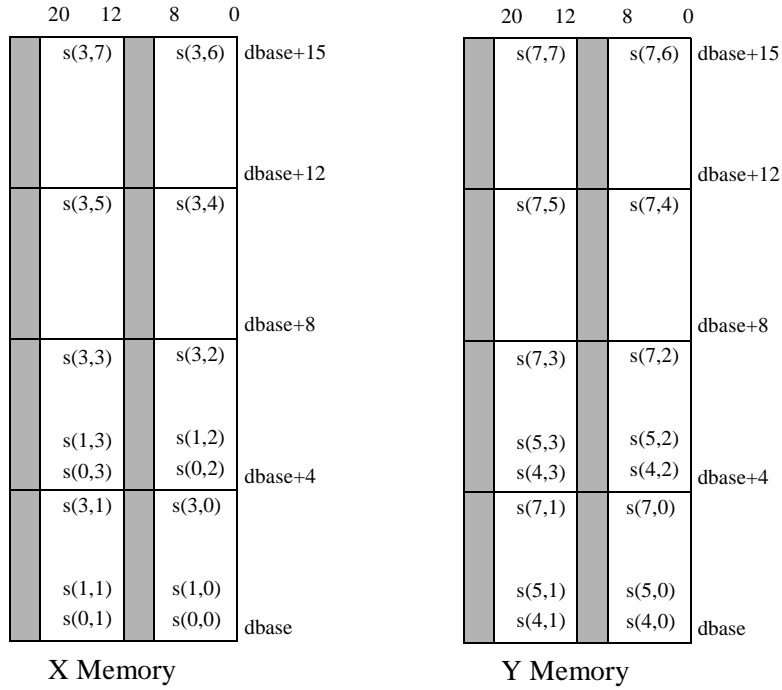 20 12 8 0
s(3,7) s(3,6) dbase+15
dbase+12
s(3,5) s(3,4)
dbase+8
s(3,3) s(3,2)
s(1,3) s(1,2)
s(0,3) s(0,2) dbase+4
s(3,1) s(3,0)
s(1,1) s(1,0)
s(0,1) s(0,0) dbase
X Memory
20 12 8 0
s(7,7) s(7,6) dbase+15
dbase+12
s(7,5) s(7,4)
dbase+8
s(7,3) s(7,2)
s(5,3) s(5,2)
s(4,3) s(4,2) dbase+4
s(7,1) s(7,0)
s(5,1) s(5,0)
s(4,1) s(4,0) dbase
Y Memory